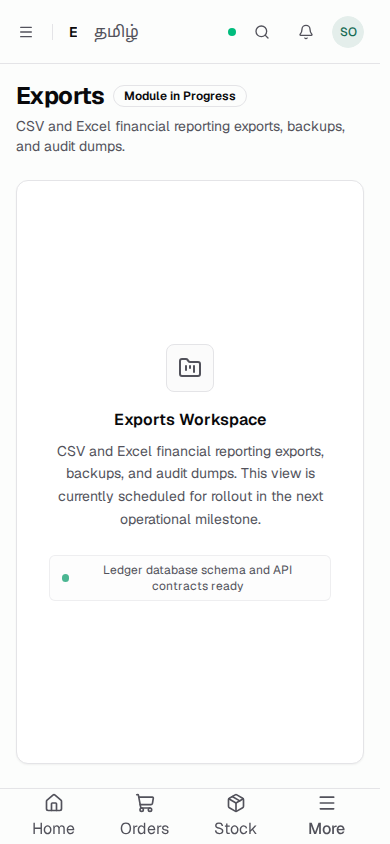 E தமிழ் SO
Exports Module in Progress
CSV and Excel financial reporting exports, backups,
and audit dumps.
Exports Workspace
CSV and Excel financial reporting exports,
backups, and audit dumps. This view is
currently scheduled for rollout in the next
operational milestone.
Ledger database schema and API
contracts ready
Home Orders Stock More